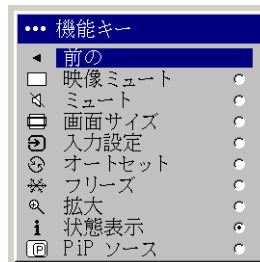 ••• 機能キー
前の
映像ミュート
ミュート
画面サイズ
入力設定
オートセット
フリーズ
拡大
i 状態表示
P PiP ソース